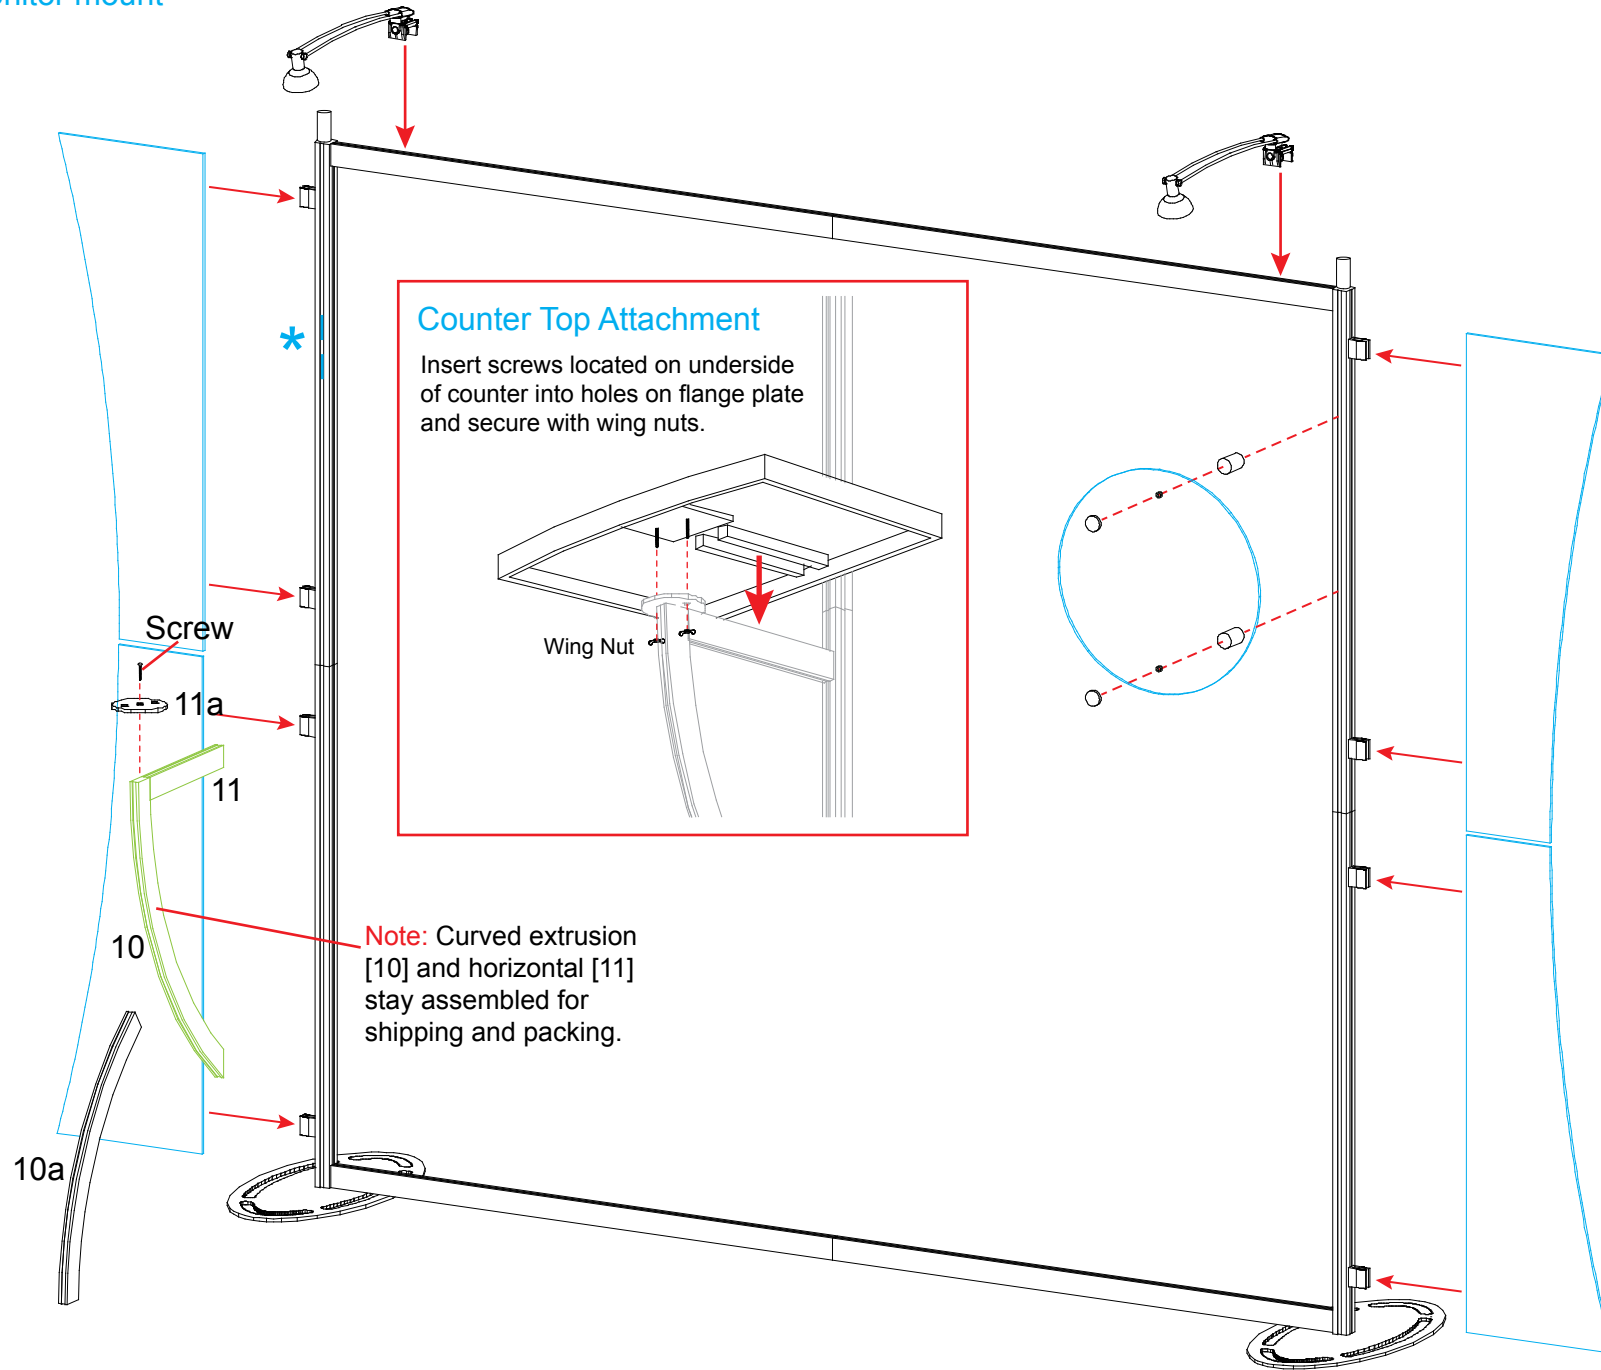 *
Counter Top Attachment
Insert screws located on underside
of counter into holes on flange plate
and secure with wing nuts.
Wing Nut
Screw
11a
11
10
Note: Curved extrusion
[10] and horizontal [11]
stay assembled for
shipping and packing.
10a